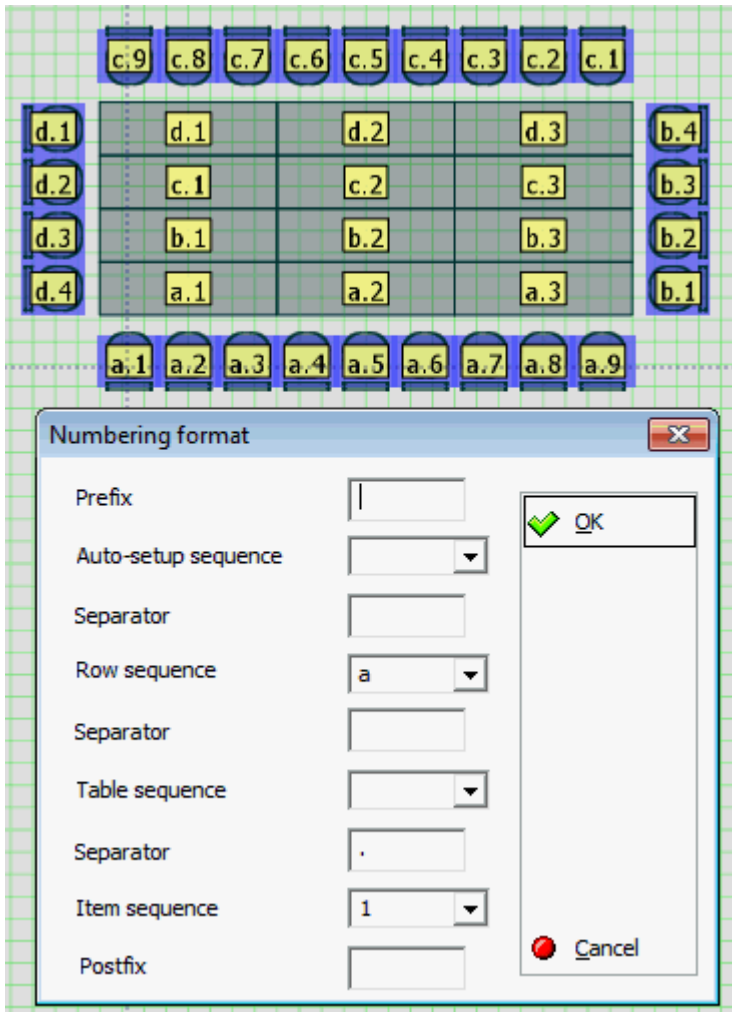 c.9 c.8 c.7 c.6 c.5 c.4 c.3 c.2 c.1
d.1 d.1 d.2 d.3 b.4
d.2 c.1 c.2 c.3 b.3
d.3 b.1 b.2 b.3 b.2
d.4 a.1 a.2 a.3 b.1
a.1 a.2 a.3 a.4 a.5 a.6 a.7 a.8 a.9
Numbering format
Prefix
OK
Auto-setup sequence
Separator
Row sequence a
Separator
Table sequence
Separator .
Item sequence 1
Postfix
Cancel